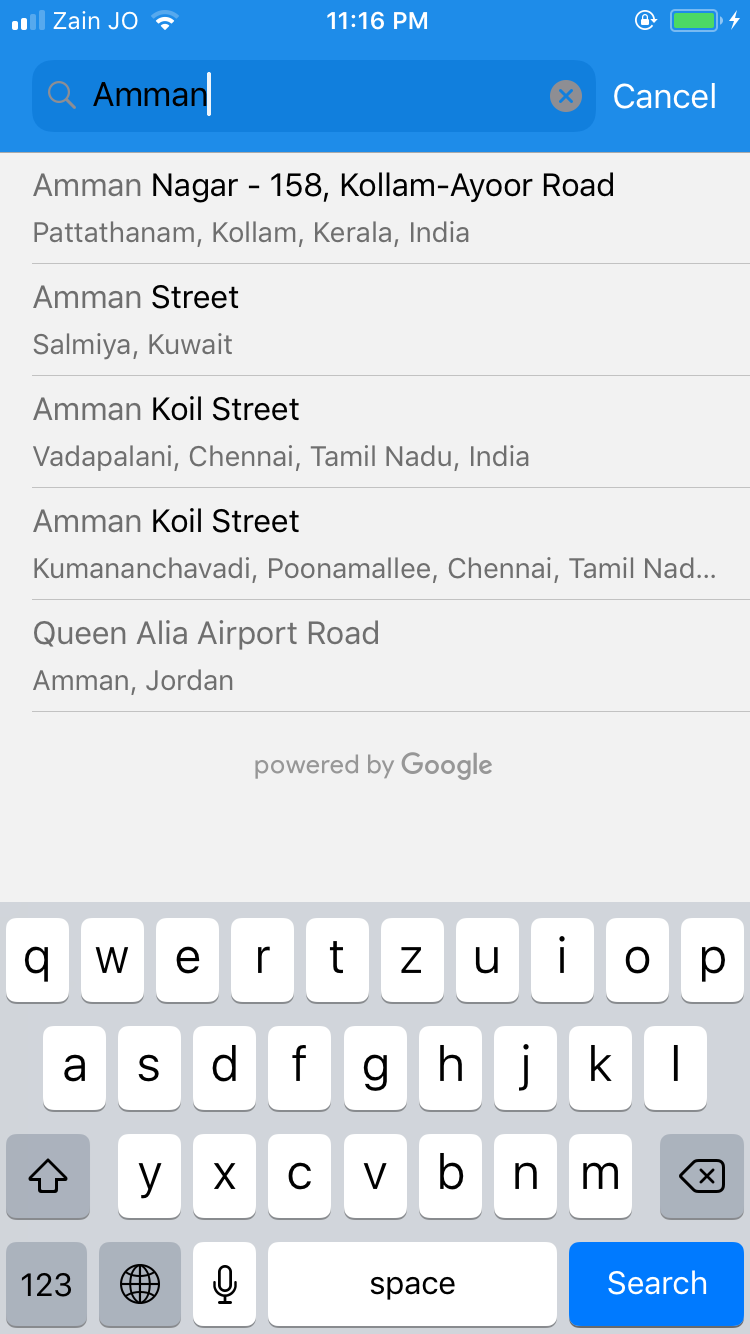 Zain JO 11:16 PM
Amman Cancel
Amman Nagar - 158, Kollam-Ayoor Road
Pattathanam, Kollam, Kerala, India
Amman Street
Salmiya, Kuwait
Amman Koil Street
Vadapalani, Chennai, Tamil Nadu, India
Amman Koil Street
Kumananchavadi, Poonamallee, Chennai, Tamil Nad...
Queen Alia Airport Road
Amman, Jordan
powered by Google
q w e r t z u i o p
a s d f g h j k l
y x c v b n m
123 space Search